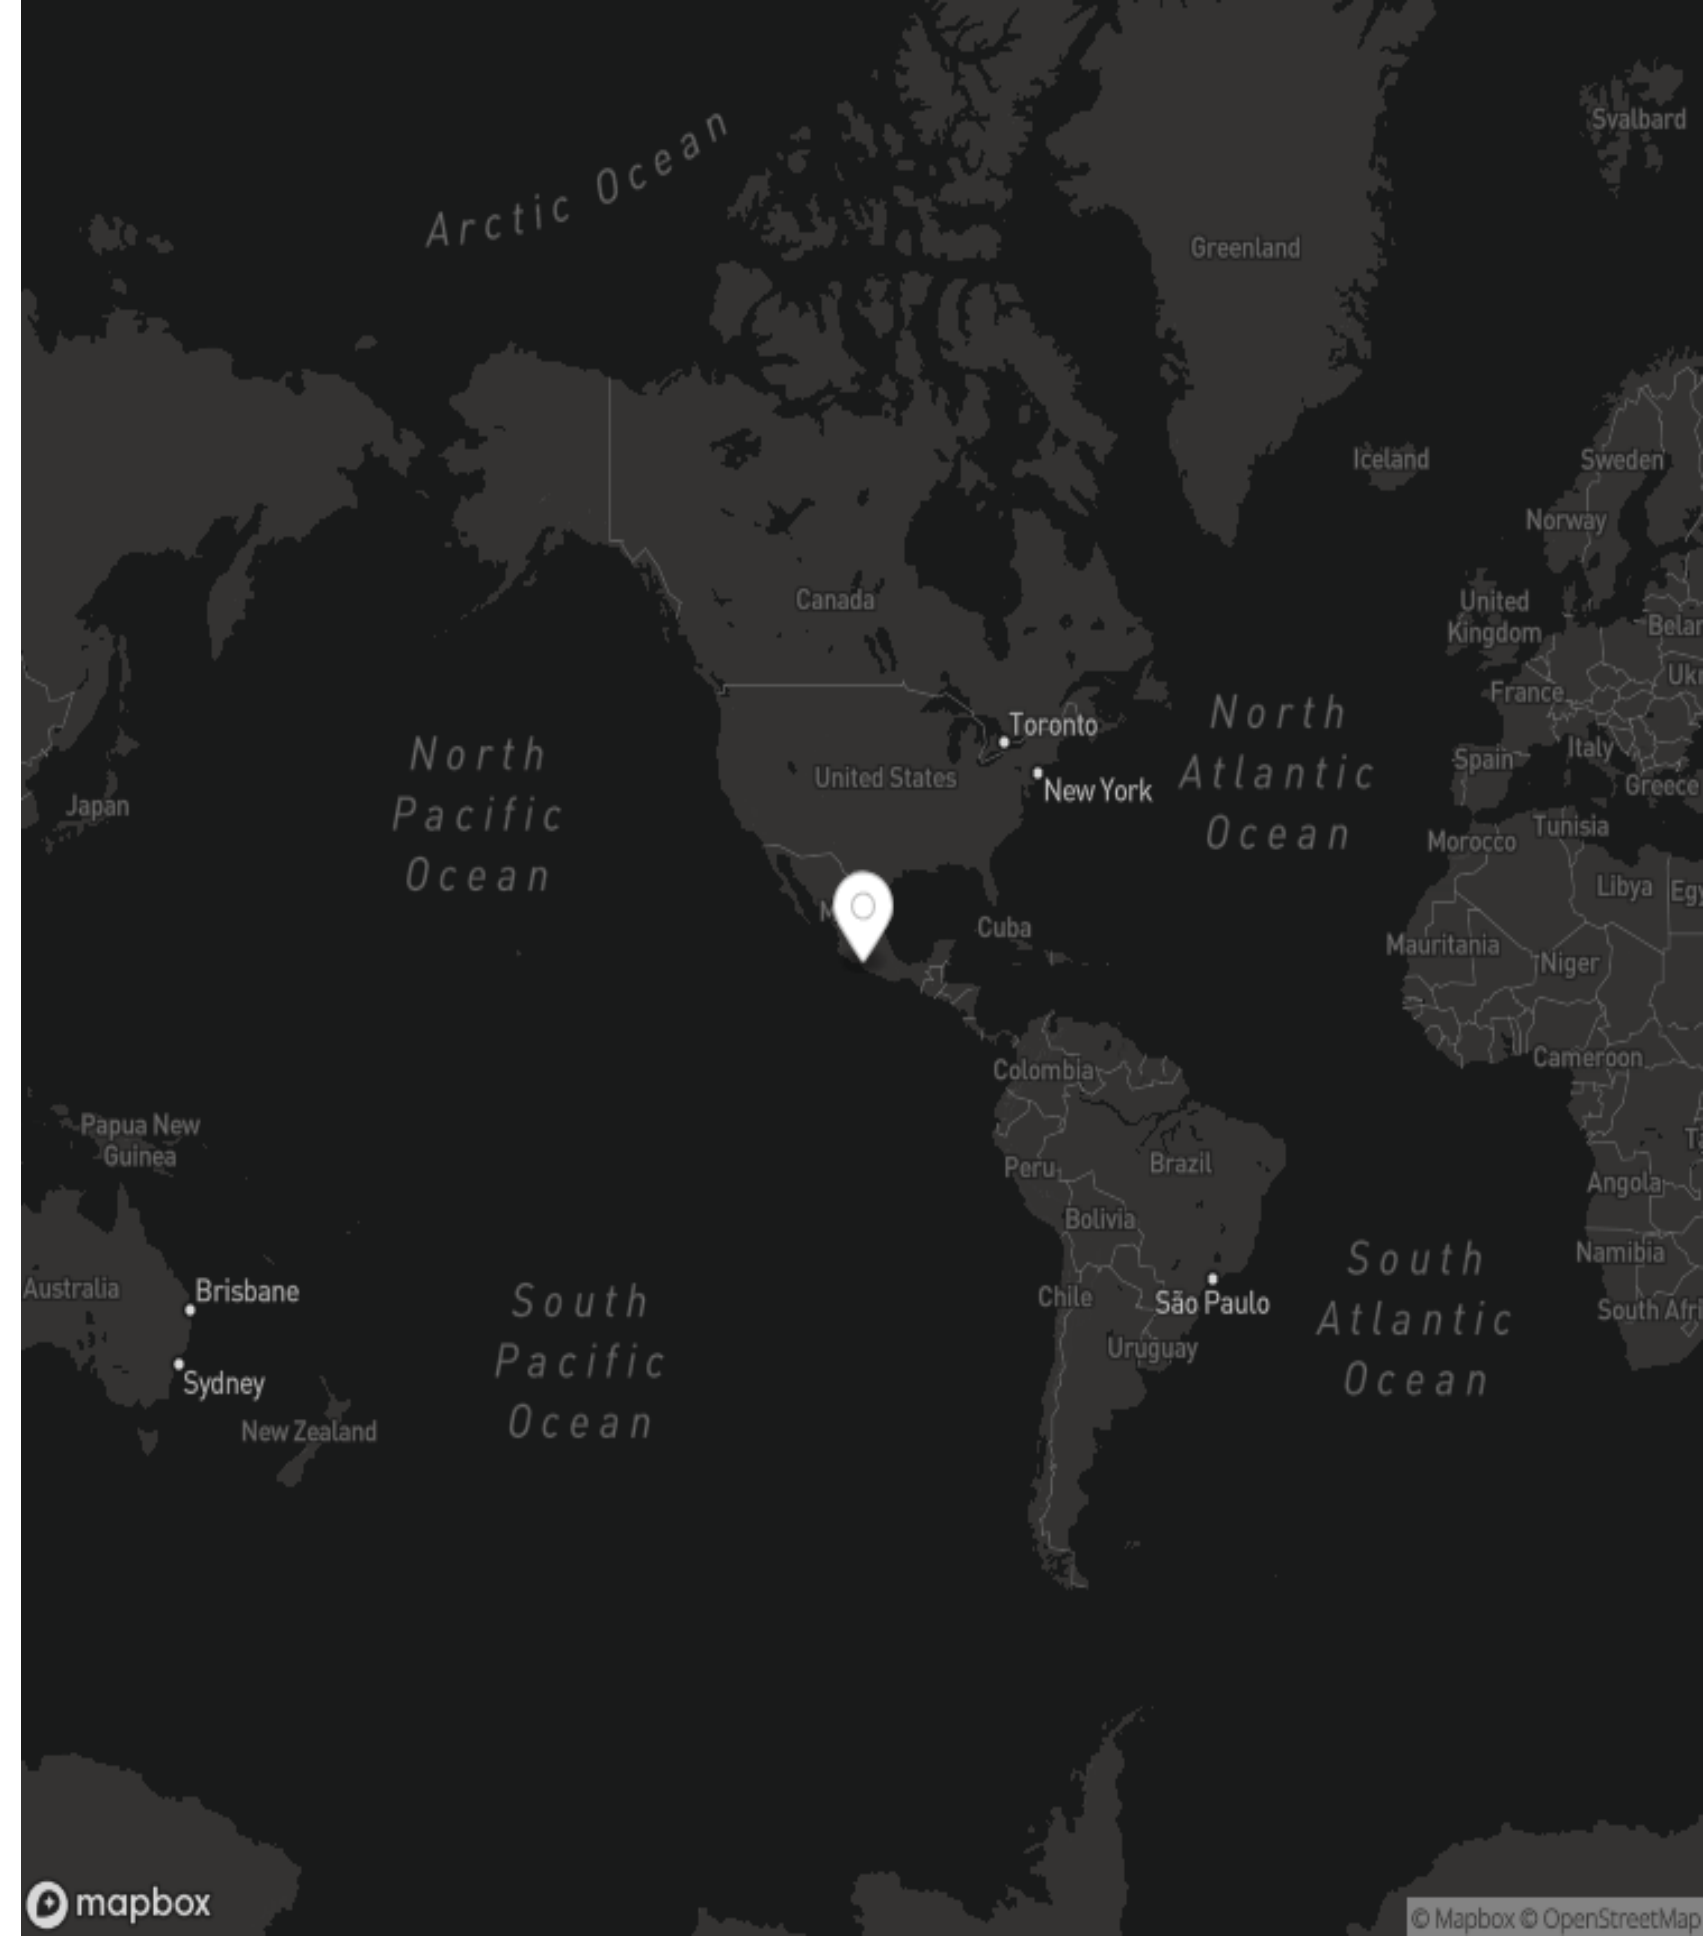 Arctic Ocean
Svalbard
Greenland
Iceland
Sweden
Norway
Canada
United
Kingdom
Belar
Ukr
France
Toronto
North
Atlantic
Ocean
North
Pacific
Ocean
United States
New York
Italy
Spain
Greece
Japan
Tunisia
Morocco
Libya
Egy
M
Cuba
Mauritania
Niger
Cameroon
Colombia
Papua New
Guinea
Peru
Brazil
Angola
Bolivia
Namibia
Australia
Brisbane
South
Pacific
Ocean
Chile
São Paulo
South
Atlantic
Ocean
South Afri
Uruguay
Sydney
New Zealand
mapbox
© Mapbox © OpenStreetMap